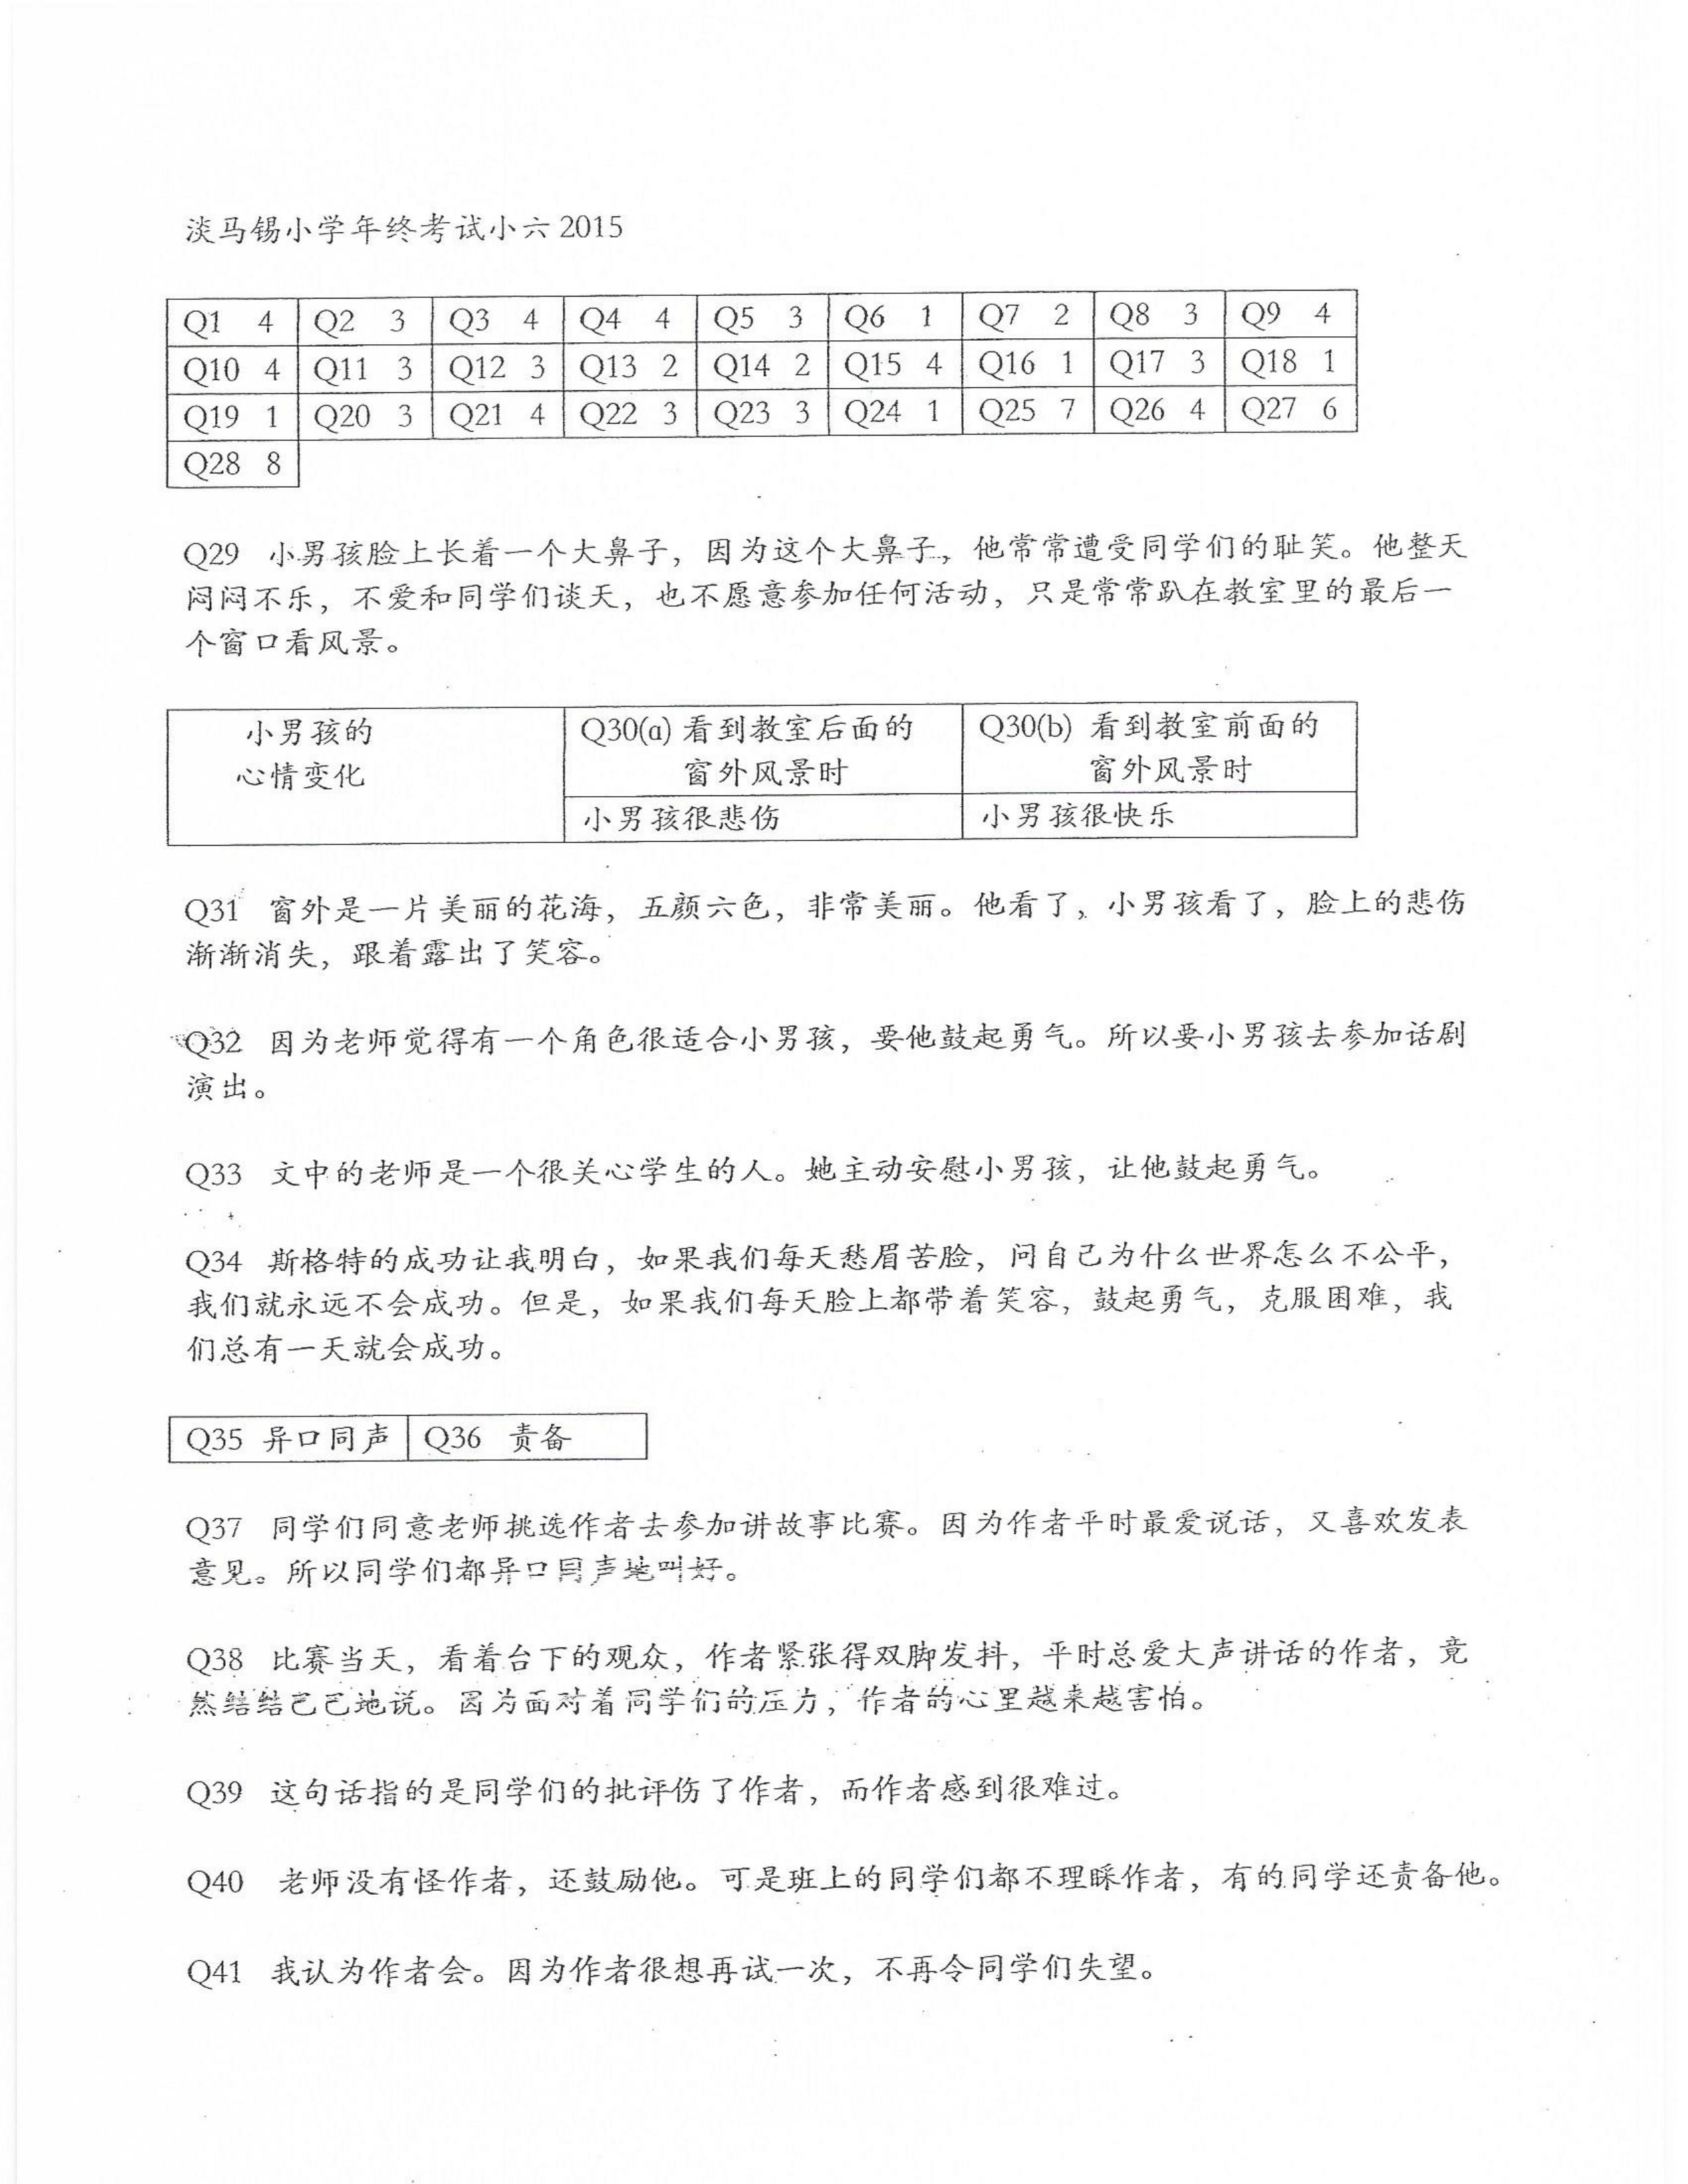 淡马锡小学年终考试小六 2015
Q1 4 Q2 3 Q3 4 Q4 4 Q5 3 Q6 1 Q7 2 Q8 3 Q9 4
Q10 4 Q11 3 Q12 3 Q13 2 Q14 2 Q15 4 Q16 1 Q17 3 Q18 1
Q19 1 Q20 3 Q21 4 Q22 3 Q23 3 Q24 1 Q25 7 Q26 4 Q27 6
Q28 8
Q29 小男孩脸上长着一个大鼻子，因为这个大鼻子，他常常遭受同学们的耻笑。他整天
闷闷不乐，不爱和同学们谈天，也不愿意参加任何活动，只是常常趴在教室里的最后一
个窗口看风景。
小男孩的
心情变化
Q30(a) 看到教室后面的
窗外风景时
Q30(b) 看到教室前面的
窗外风景时
小男孩很悲伤
小男孩很快乐
Q31 窗外是一片美丽的花海，五颜六色，非常美丽。他看了，小男孩看了，脸上的悲伤
渐渐消失，跟着露出了笑容。
Q32 因为老师觉得有一个角色很适合小男孩，要他鼓起勇气。所以要小男孩去参加话剧
演出。
Q33 文中的老师是一个很关心学生的人。她主动安慰小男孩，让他鼓起勇气。
Q34 斯格特的成功让我明白，如果我们每天愁眉苦脸，问自己为什么世界怎么不公平，
我们就永远不会成功。但是，如果我们每天脸上都带着笑容，鼓起勇气，克服困难，我
们总有一天就会成功。
Q35 异口同声 Q36 责备
Q37 同学们同意老师挑选作者去参加讲故事比赛。因为作者平时最爱说话，又喜欢发表
意见。所以同学们都异口同声地叫好。
Q38 比赛当天，看着台下的观众，作者紧张得双脚发抖，平时总爱大声讲话的作者，竞
然结结己己地说。因为面对着同学们的压力，作者的心里越来越害怕。
Q39 这句话指的是同学们的批评伤了作者，而作者感到很难过。
Q40 老师没有怪作者，还鼓励他。可是班上的同学们都不理睬作者，有的同学还责备他。
Q41 我认为作者会。因为作者很想再试一次，不再令同学们失望。